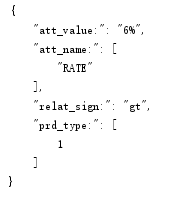 {
"att_value:": "6%",
"att_name:": [
"RATE"
],
"relat_sign:": "gt",
"prd_type:": [
1
]
}